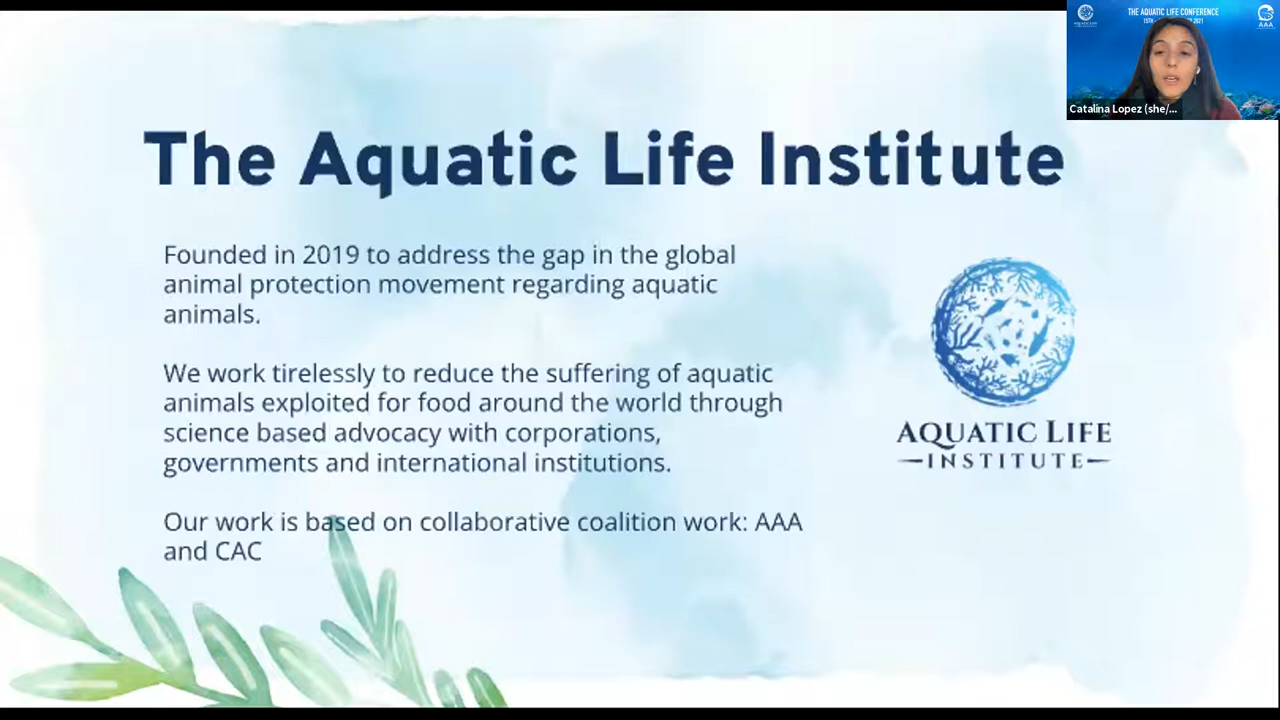 THE AQUATIC LIFE CONFERENCE
AAA
Catalina Lopez (she/...
The Aquatic Life Institute
Founded in 2019 to address the gap in the global
animal protection movement regarding aquatic
animals.
We work tirelessly to reduce the suffering of aquatic
animals exploited for food around the world through
science based advocacy with corporations,
governments and international institutions.
Our work is based on collaborative coalition work: AAA
and CAC
AQUATIC LIFE
INSTITUTE